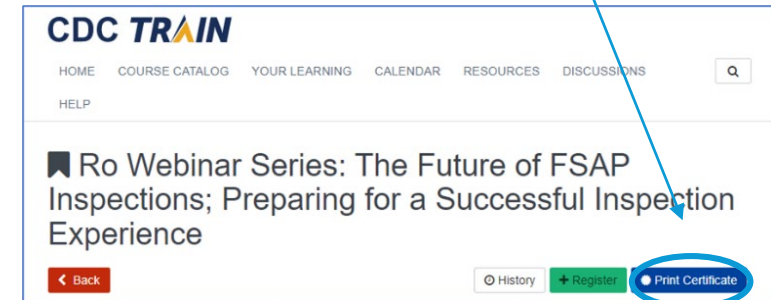 CDC TRAIN
HOME COURSE CATALOG YOUR LEARNING CALENDAR RESOURCES DISCUSSIONS
HELP
Ro Webinar Series: The Future of FSAP
Inspections; Preparing for a Successful Inspection
Experience
Back History + Register Print Certificate